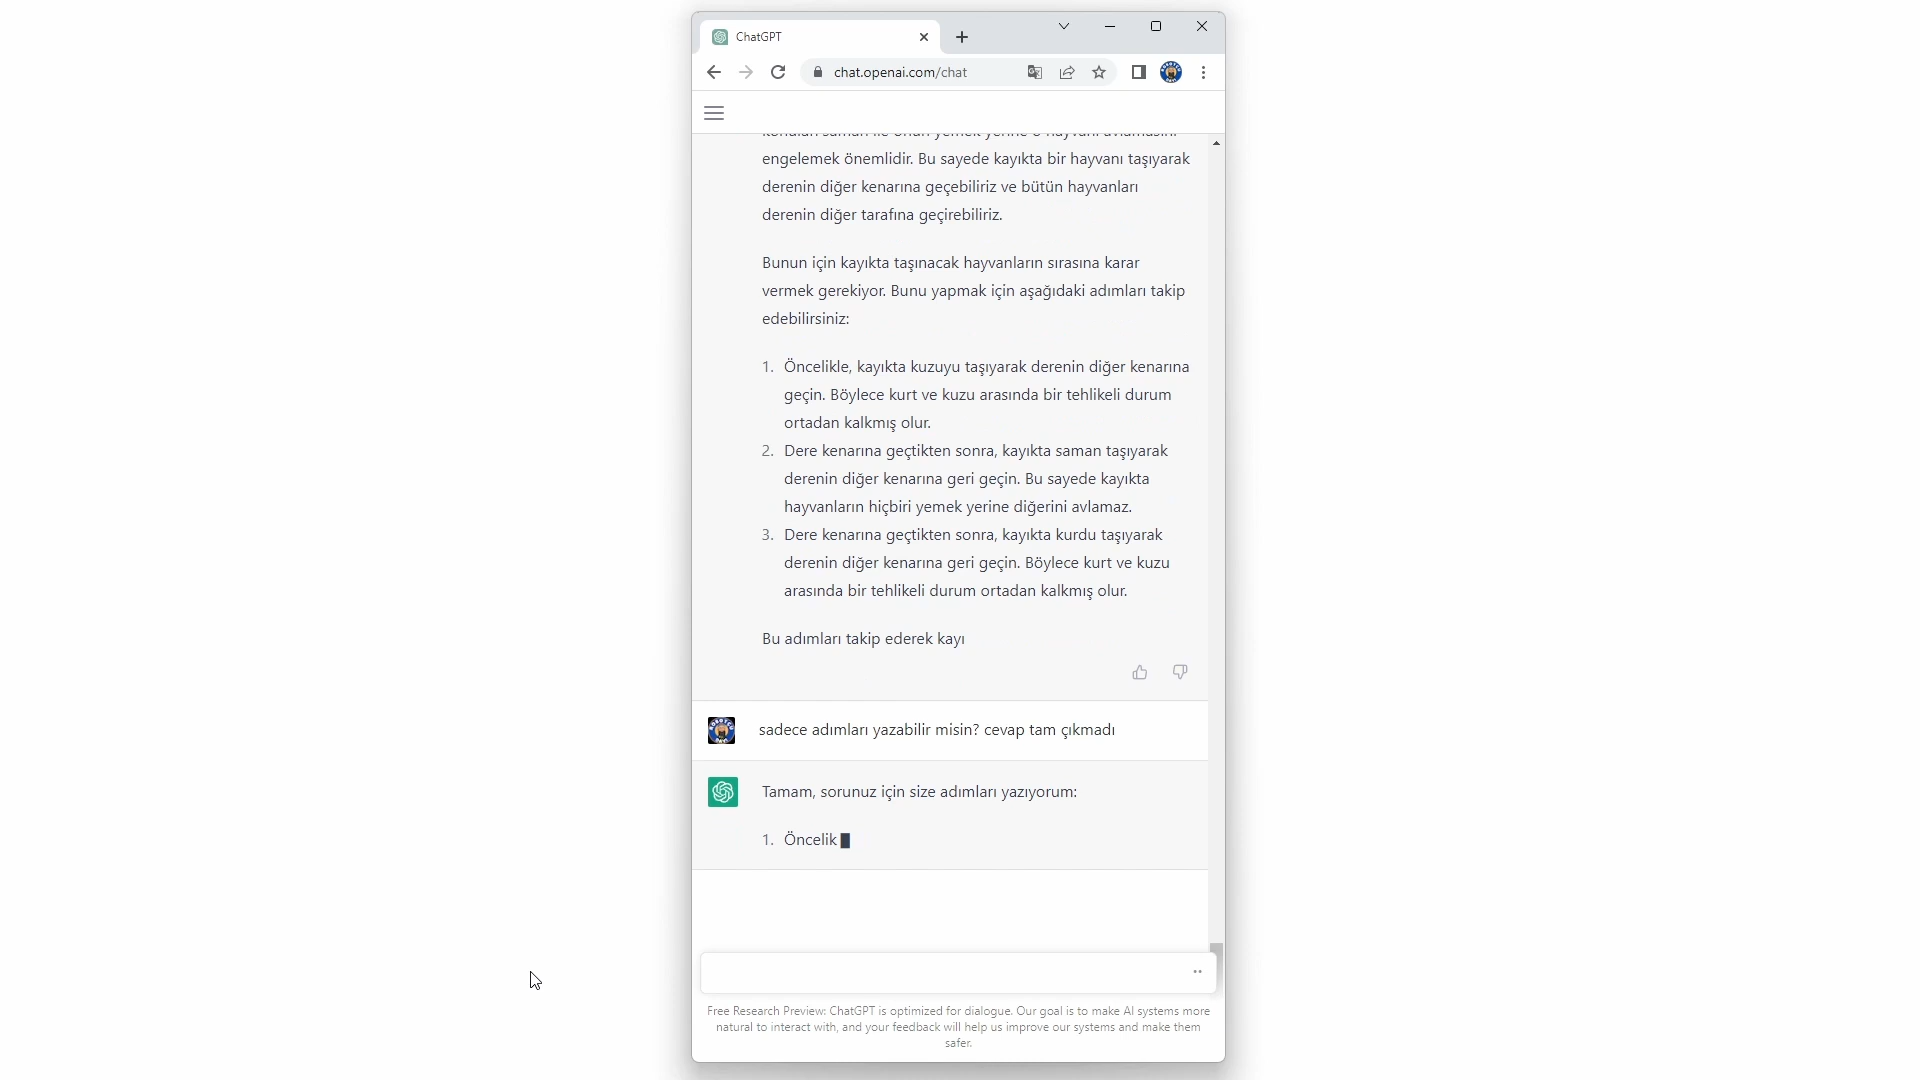 ChatGPT
chat.openai.com/chat
engelemek önemlidir. Bu sayede kayıkta bir hayvanı taşıyarak
derenin diğer kenarına geçebiliriz ve bütün hayvanları
derenin diğer tarafına geçirebiliriz.
Bunun için kayıkta taşınacak hayvanların sırasına karar
vermek gerekiyor. Bunu yapmak için aşağıdaki adımları takip
edebilirsiniz:
1. Öncelikle, kayıkta kuzuyu taşıyarak derenin diğer kenarına
geçin. Böylece kurt ve kuzu arasında bir tehlikeli durum
ortadan kalkmış olur.
2. Dere kenarına geçtikten sonra, kayıkta saman taşıyarak
derenin diğer kenarına geri geçin. Bu sayede kayıkta
hayvanların hiçbiri yemek yerine diğerini avlamaz.
3. Dere kenarına geçtikten sonra, kayıkta kurdu taşıyarak
derenin diğer kenarına geri geçin. Böylece kurt ve kuzu
arasında bir tehlikeli durum ortadan kalkmış olur.
Bu adımları takip ederek kayı
sadece adımları yazabilir misin? cevap tam çıkmadı
Tamam, sorunuz için size adımları yazıyorum:
1. Öncelik
Free Research Preview: ChatGPT is optimized for dialogue. Our goal is to make AI systems more
natural to interact with, and your feedback will help us improve our systems and make them
safer.